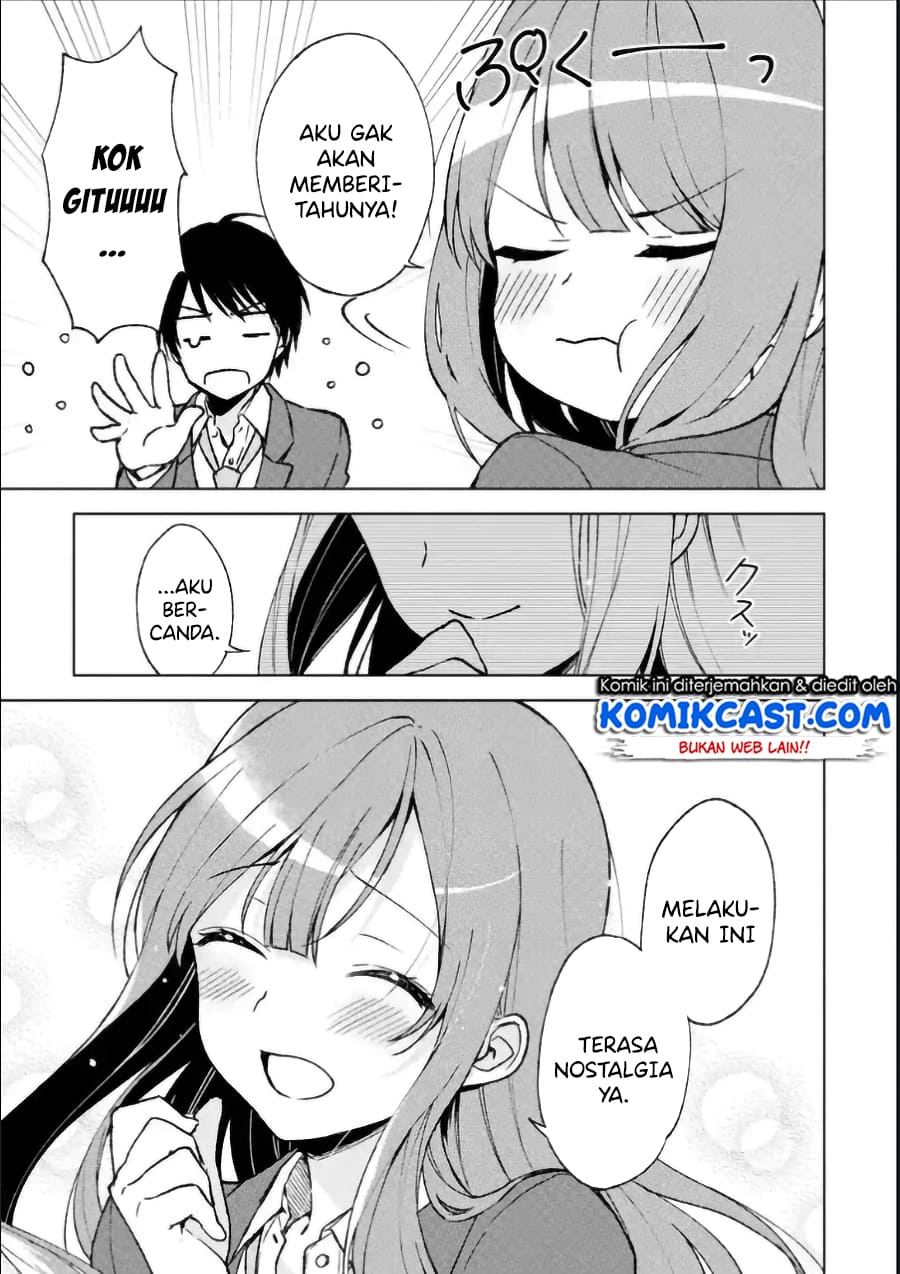 ぷくーっ
AKU GAK
AKAN
MEMBERI-
TAHUNYA!
KOK
GITUUUU
...
クスッ
...AKU
BER-
CANDA.
Komik ini diterjemahkan & diedit oleh
KOMIKCAST.COM
BUKAN WEB LAIN!!
MELAKU-
KAN INI
TERASA
NOSTALGIA
YA.